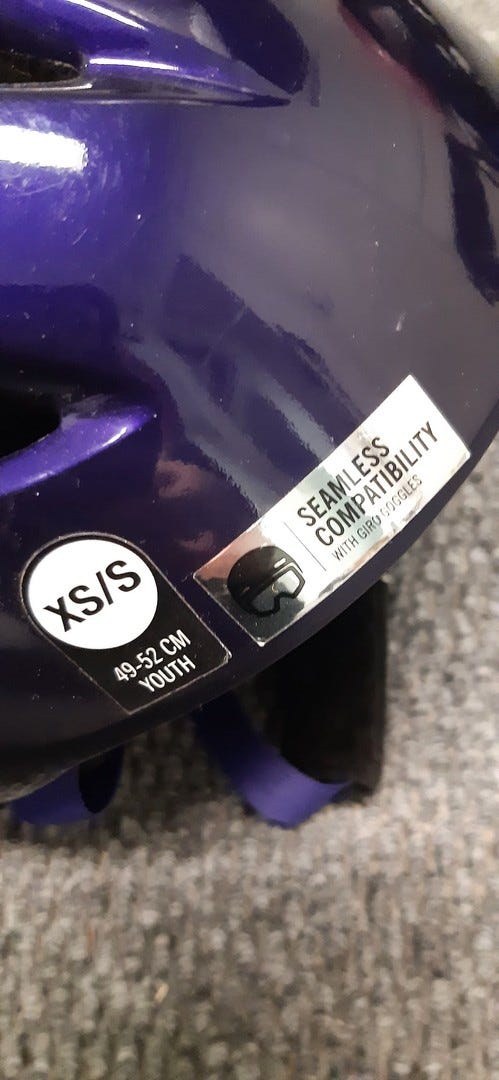 XS/S
49-52 CM
YOUTH
SEAMLESS
COMPATIBILITY
WITH GIRO GOGGLES